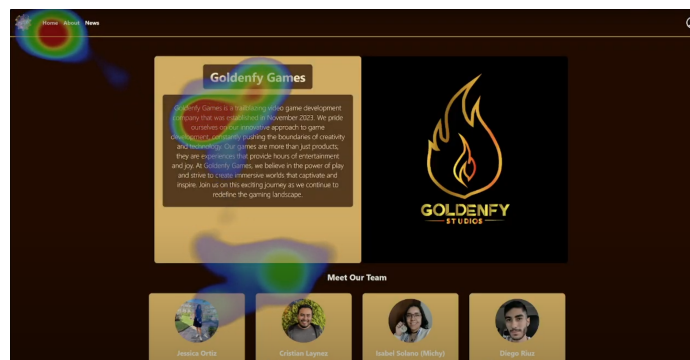 Home About News
Goldenfy Games
Goldenfy Games is a trailblazing video game development
company that was established in November 2023. We pride
ourselves on our innovative approach to game
development, constantly pushing the boundaries of creativity
and technology. Our games are more than just products,
they are experiences that provide hours of entertainment
and joy. At Goldenfy Games, we believe in the power of play
and strive to create immersive worlds that captivate and
inspire. Join us on this exciting journey as we continue to
redefine the gaming landscape.
GOLDENFY
STUDIOS
Meet Our Team
Jessica Ortiz
Cristian Laynez
Isabel Solano (Michy)
Diego Riuz